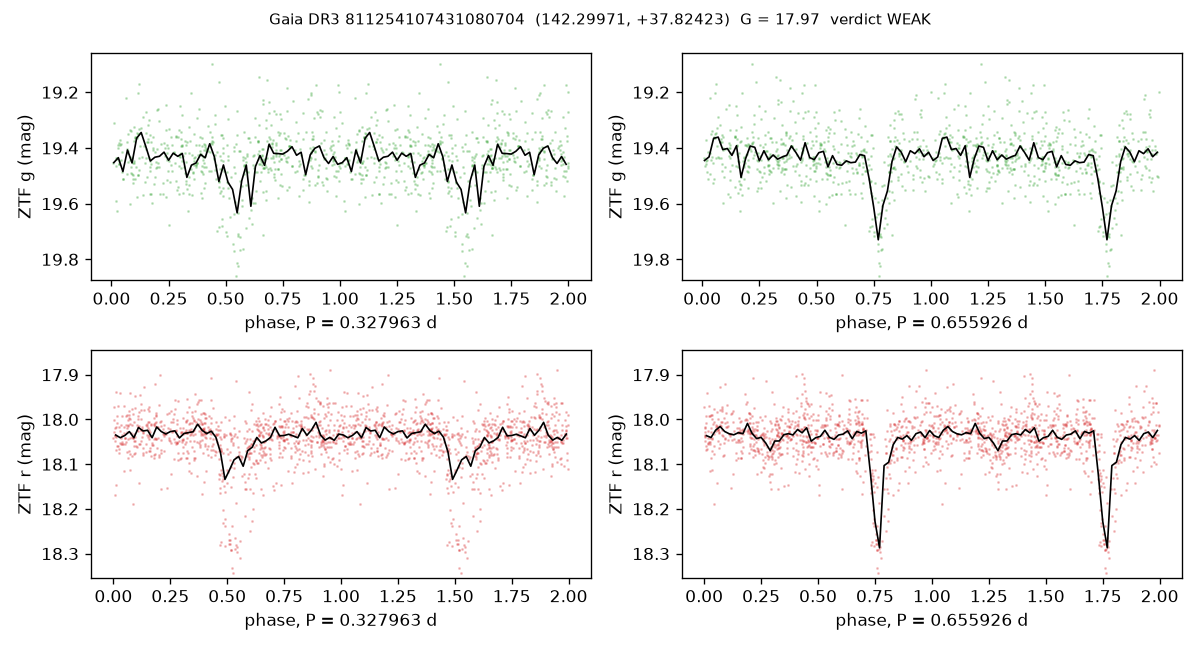 Gaia DR3 811254107431080704 (142.29971, +37.82423) G = 17.97 verdict WEAK
ZTF g (mag)
19.2
19.4
19.6
19.8
0.00 0.25 0.50 0.75 1.00 1.25 1.50 1.75 2.00
phase, P = 0.327963 d
ZTF g (mag)
19.2
19.4
19.6
19.8
0.00 0.25 0.50 0.75 1.00 1.25 1.50 1.75 2.00
phase, P = 0.655926 d
ZTF r (mag)
17.9
18.0
18.1
18.2
18.3
0.00 0.25 0.50 0.75 1.00 1.25 1.50 1.75 2.00
phase, P = 0.327963 d
ZTF r (mag)
17.9
18.0
18.1
18.2
18.3
0.00 0.25 0.50 0.75 1.00 1.25 1.50 1.75 2.00
phase, P = 0.655926 d